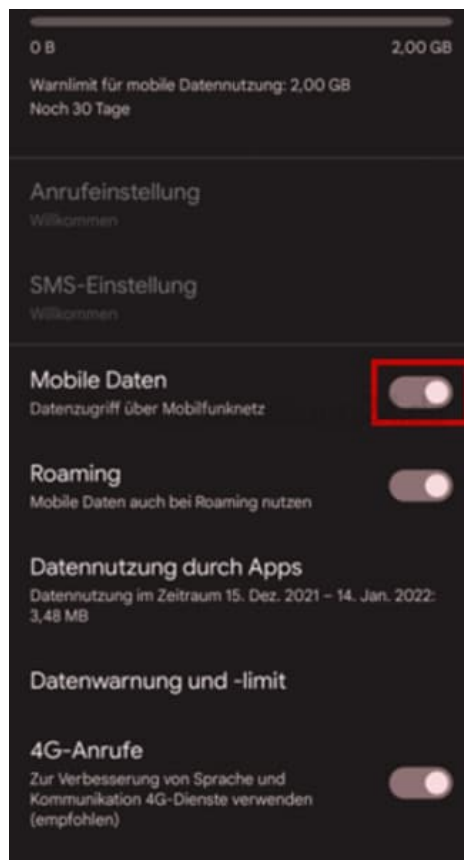 0 B 2,00 GB
Warnlimit für mobile Datennutzung: 2,00 GB
Noch 30 Tage
Anrufeinstellung
Willkommen
SMS-Einstellung
Willkommen
Mobile Daten
Datenzugriff über Mobilfunknetz
Roaming
Mobile Daten auch bei Roaming nutzen
Datennutzung durch Apps
Datennutzung im Zeitraum 15. Dez. 2021 – 14. Jan. 2022:
3,48 MB
Datenwarnung und -limit
4G-Anrufe
Zur Verbesserung von Sprache und
Kommunikation 4G-Dienste verwenden
(empfohlen)